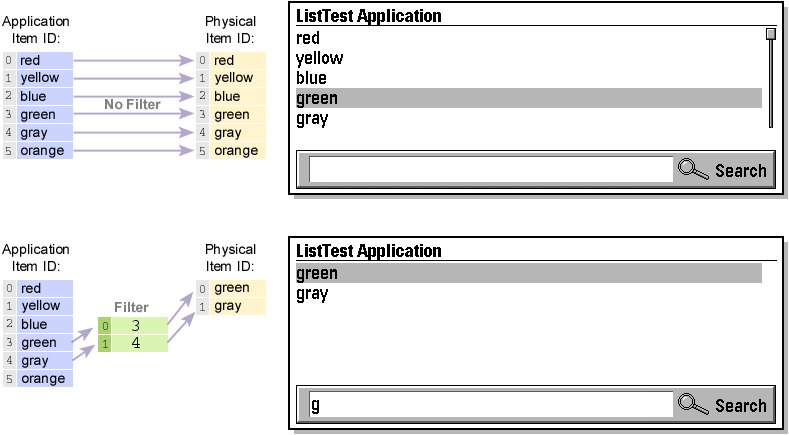 Application Item ID:
Physical Item ID:
0 red
1 yellow
2 blue
3 green
4 gray
5 orange
No Filter
0 red
1 yellow
2 blue
3 green
4 gray
5 orange
ListTest Application
red
yellow
blue
green
gray
Search
Application Item ID:
Physical Item ID:
0 red
1 yellow
2 blue
3 green
4 gray
5 orange
Filter
0 3
1 4
0 green
1 gray
ListTest Application
green
gray
g
Search